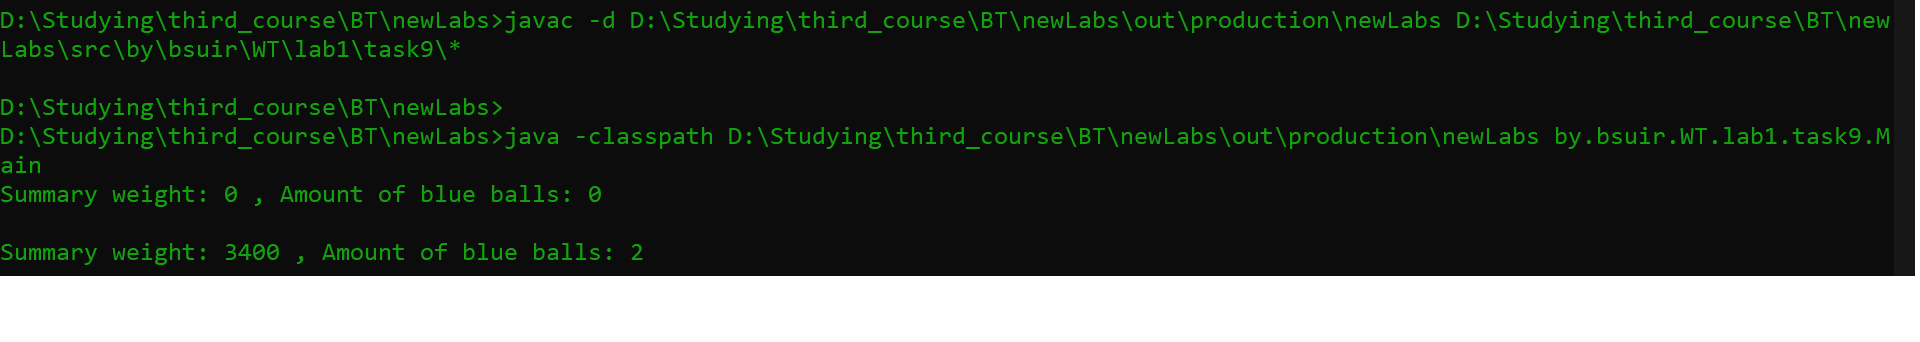 D:\Studying\third_course\BT\newLabs>javac -d D:\Studying\third_course\BT\newLabs\out\production\newLabs D:\Studying\third_course\BT\new
Labs\src\by\bsuir\WT\lab1\task9\*
D:\Studying\third_course\BT\newLabs>
D:\Studying\third_course\BT\newLabs>java -classpath D:\Studying\third_course\BT\newLabs\out\production\newLabs by.bsuir.WT.lab1.task9.M
ain
Summary weight: 0 , Amount of blue balls: 0
Summary weight: 3400 , Amount of blue balls: 2